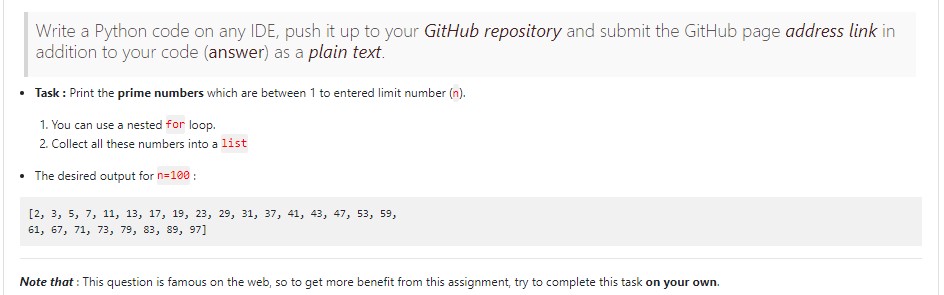 Write a Python code on any IDE, push it up to your GitHub repository and submit the GitHub page address link in
addition to your code (answer) as a plain text.
• Task : Print the prime numbers which are between 1 to entered limit number (n).
1. You can use a nested for loop.
2. Collect all these numbers into a list
• The desired output for n=100 :
[2, 3, 5, 7, 11, 13, 17, 19, 23, 29, 31, 37, 41, 43, 47, 53, 59,
61, 67, 71, 73, 79, 83, 89, 97]
Note that : This question is famous on the web, so to get more benefit from this assignment, try to complete this task on your own.